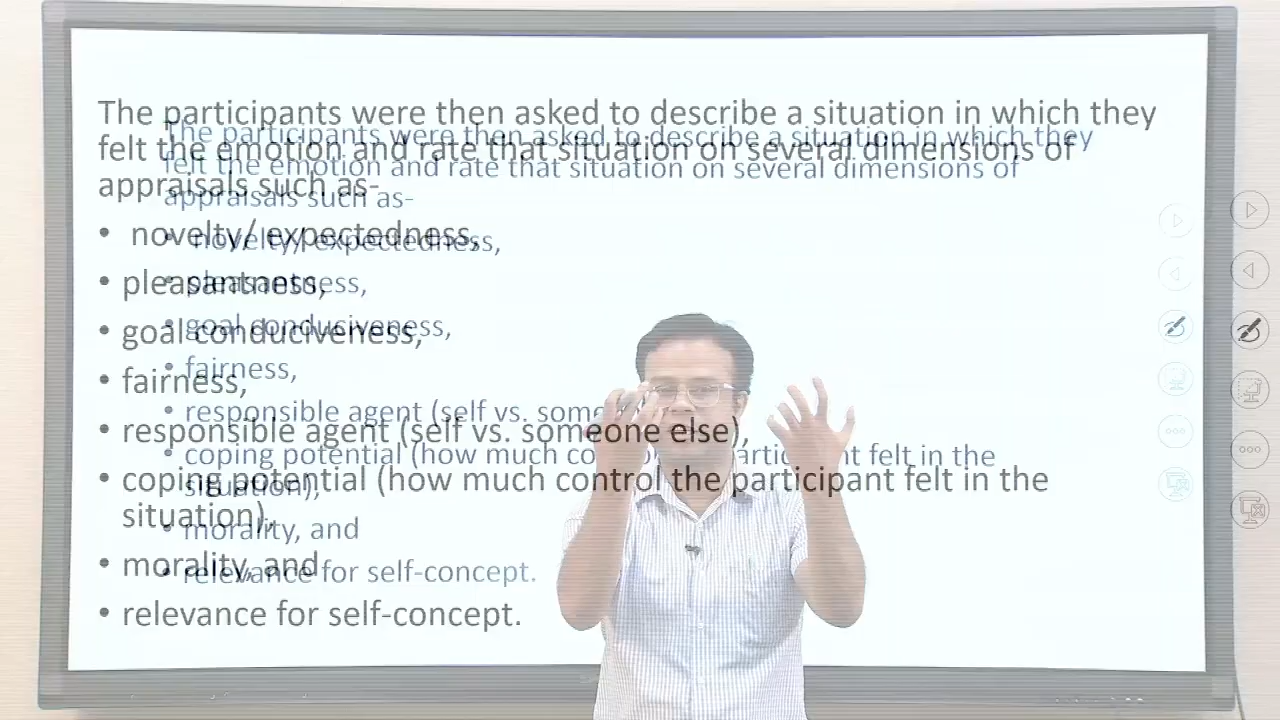 The participants were then asked to describe a situation in which they
felt the emotion and rate that situation on several dimensions of
appraisals such as-
• novelty/ expectedness,
• pleasantness,
• goal conduciveness,
• fairness,
• responsible agent (self vs. someone else),
• coping potential (how much control the participant felt in the
situation),
• morality, and
• relevance for self-concept.